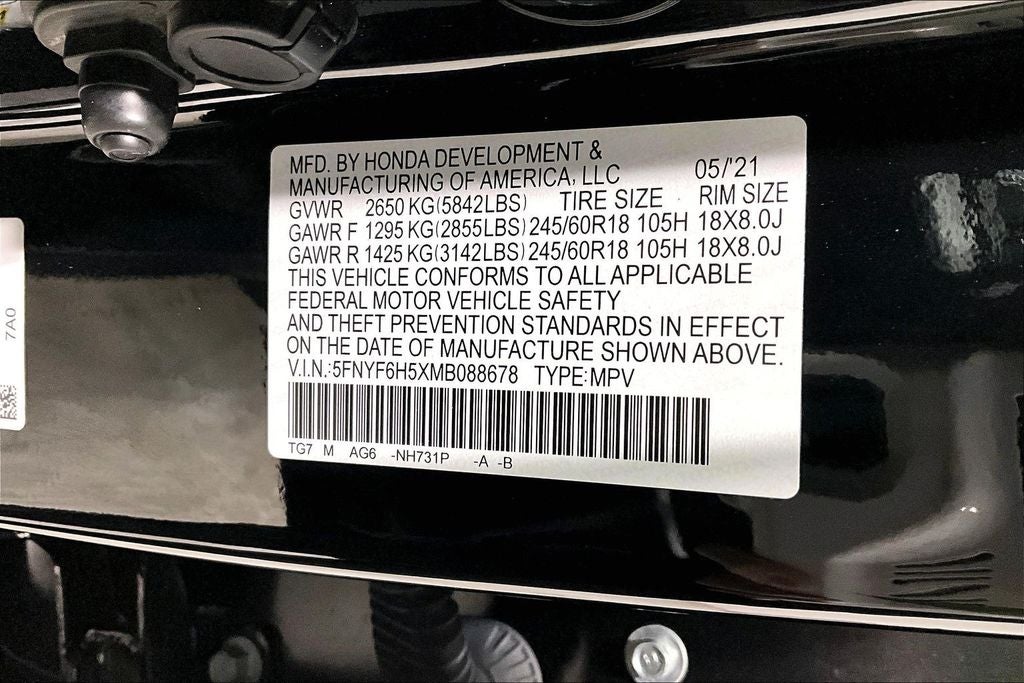 MFD. BY HONDA DEVELOPMENT &
MANUFACTURING OF AMERICA, LLC 05/'21
GVWR 2650 KG(5842LBS) TIRE SIZE RIM SIZE
GAWR F 1295 KG(2855LBS) 245/60R18 105H 18X8.0J
GAWR R 1425 KG(3142LBS) 245/60R18 105H 18X8.0J
THIS VEHICLE CONFORMS TO ALL APPLICABLE
FEDERAL MOTOR VEHICLE SAFETY
AND THEFT PREVENTION STANDARDS IN EFFECT
ON THE DATE OF MANUFACTURE SHOWN ABOVE.
V.I.N.:5FNYF6H5XMB088678 TYPE:MPV
TG7 M AG6 -NH731P -A -B
7A0